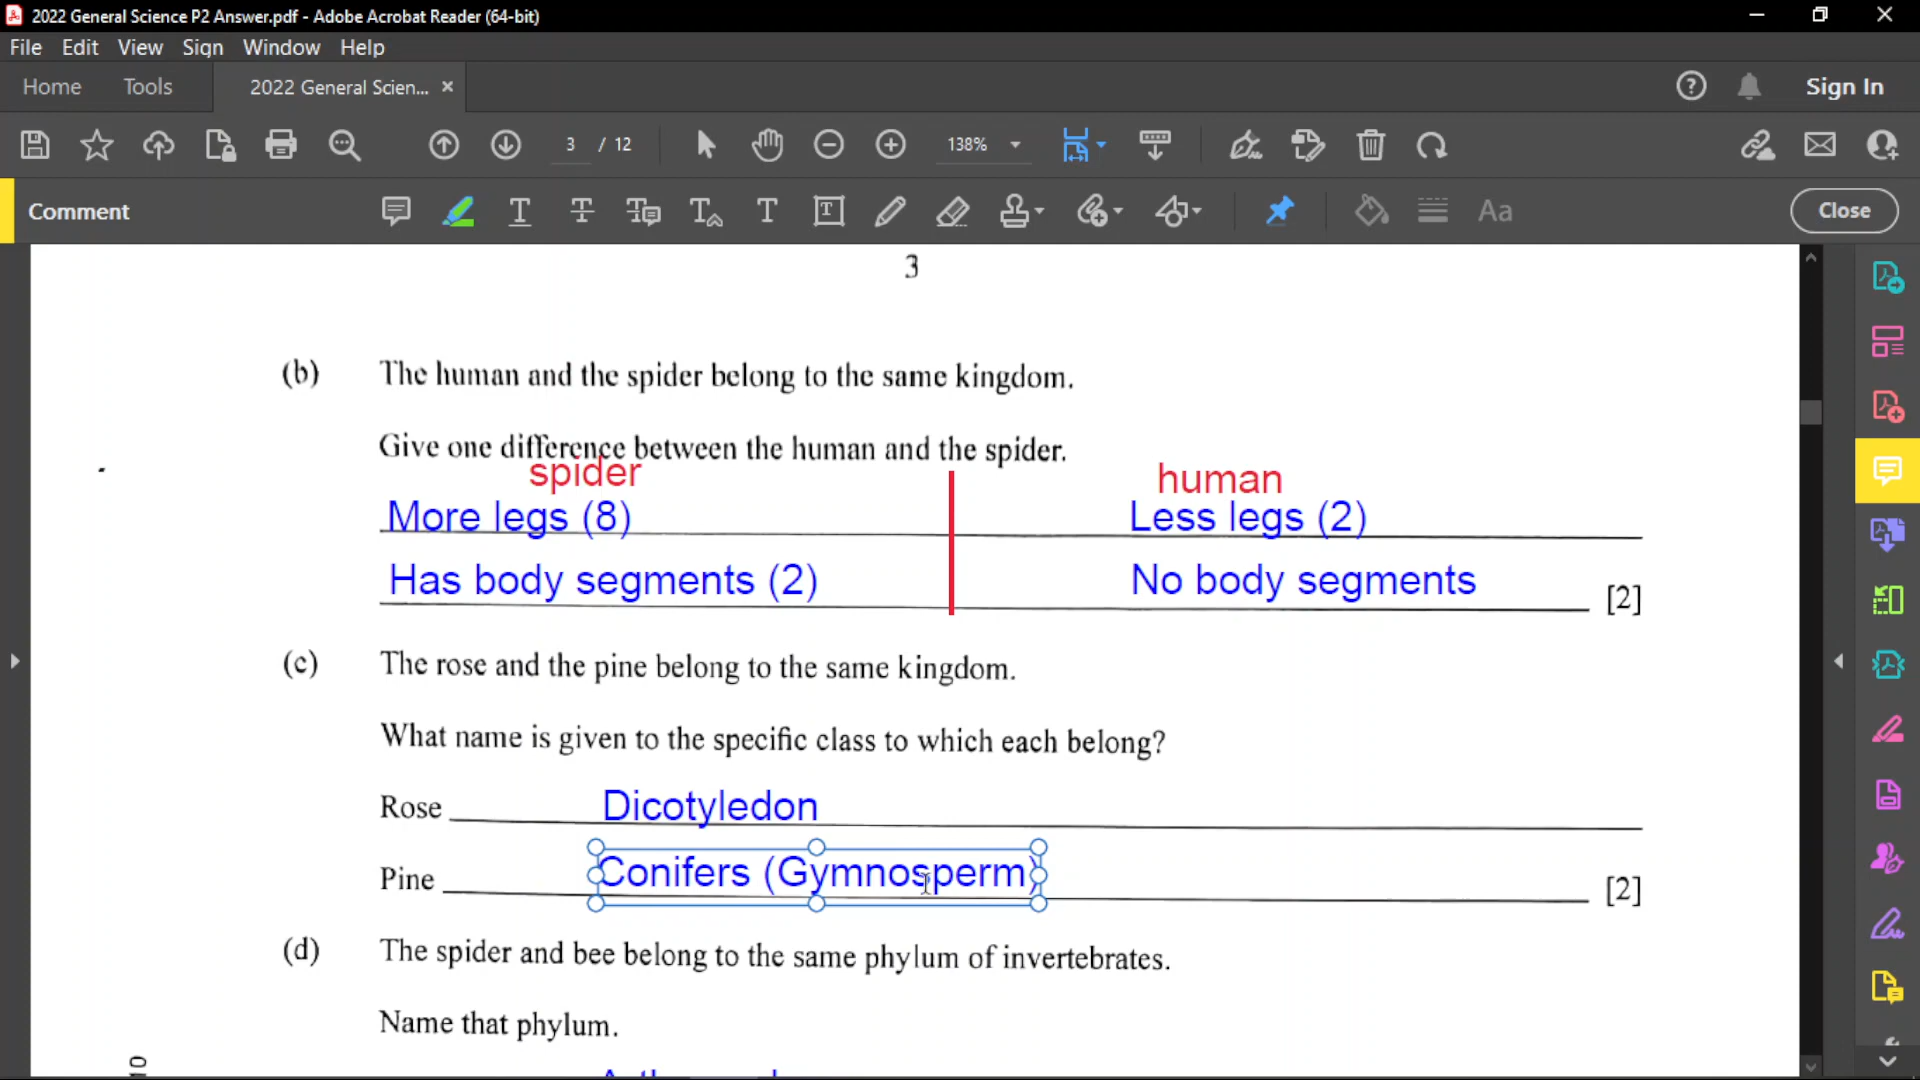 2022 General Science P2 Answer.pdf - Adobe Acrobat Reader (64-bit)
File Edit View Sign Window Help
Home Tools 2022 General Scien... × Sign In
3 / 12 138%
Comment Aa Close
3
(b) The human and the spider belong to the same kingdom.
Give one difference between the human and the spider.
spider human
More legs (8) Less legs (2)
Has body segments (2) No body segments [2]
(c) The rose and the pine belong to the same kingdom.
What name is given to the specific class to which each belong?
Rose Dicotyledon
Pine Conifers (Gymnosperm) [2]
(d) The spider and bee belong to the same phylum of invertebrates.
Name that phylum.